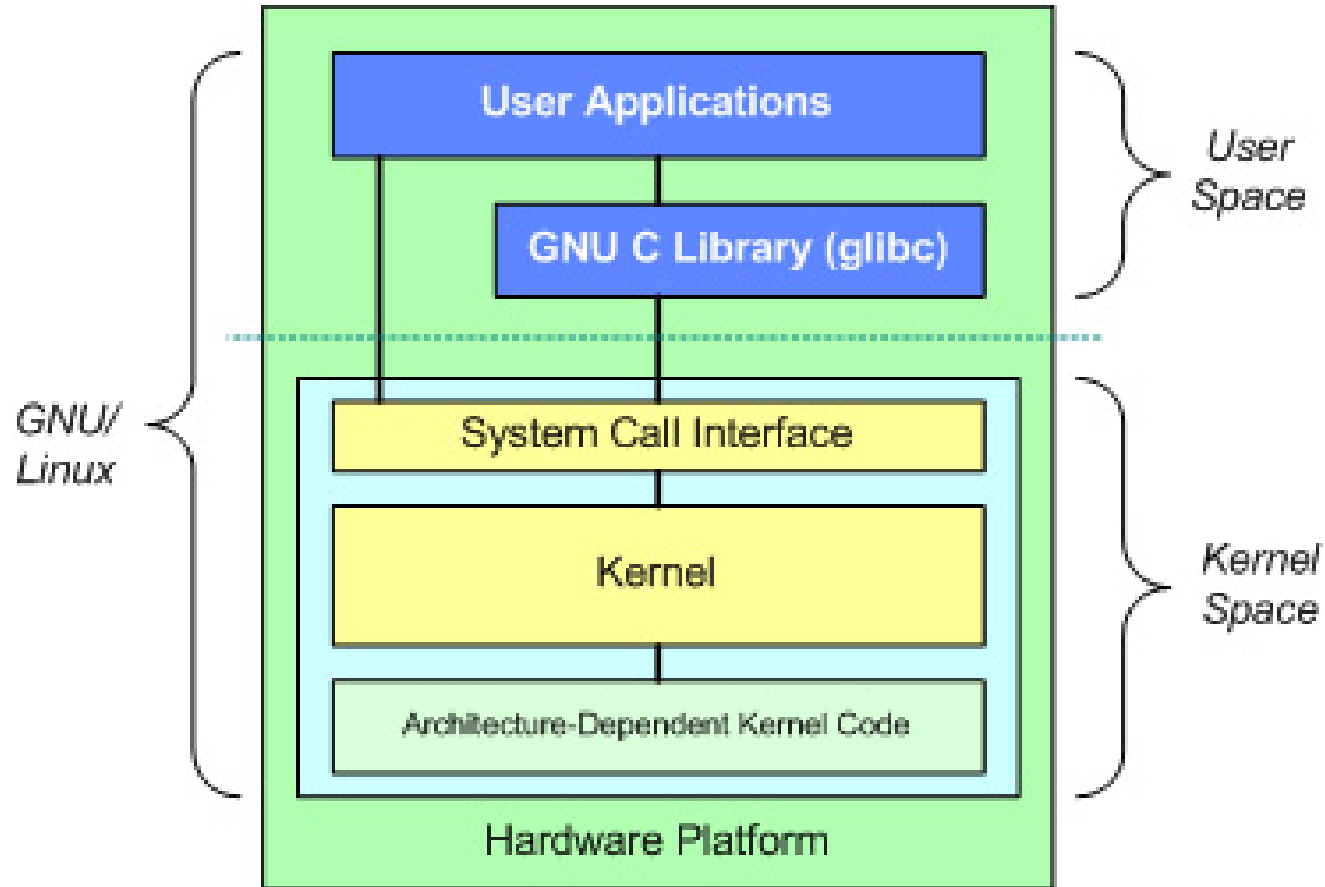 User Applications
User
Space
GNU C Library (glibc)
GNU/
Linux
System Call Interface
Kernel
Kernel
Space
Architecture-Dependent Kernel Code
Hardware Platform